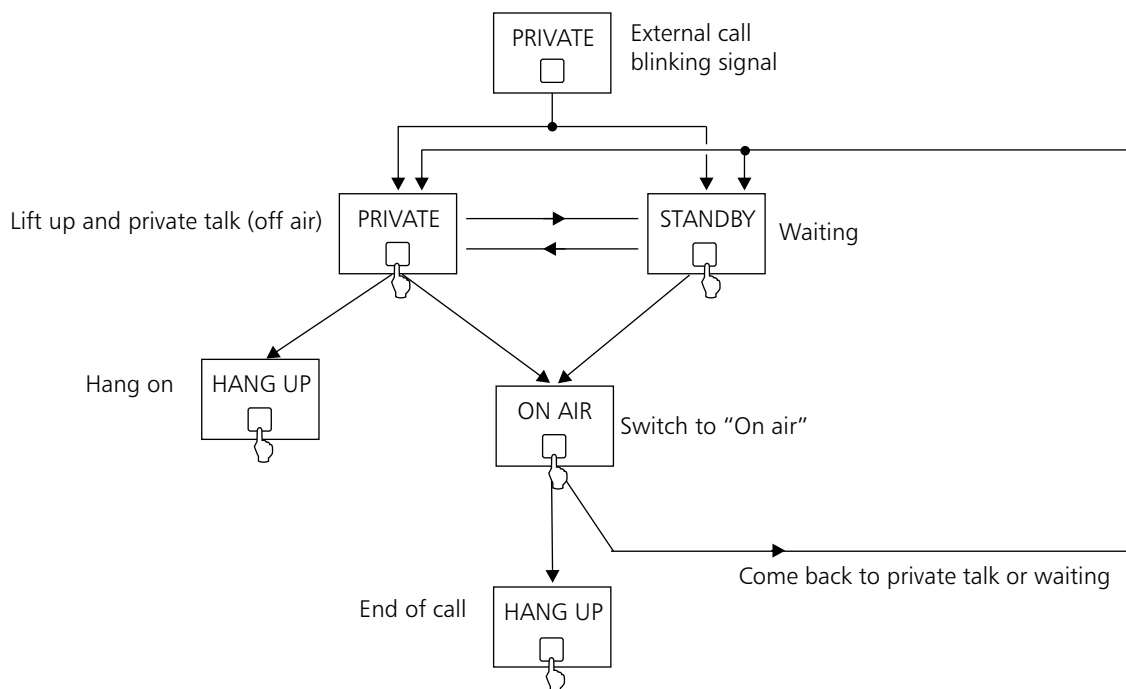 PRIVATE
External call
blinking signal
Lift up and private talk (off air)
PRIVATE
STANDBY
Waiting
Hang on
HANG UP
ON AIR
Switch to “On air”
Come back to private talk or waiting
End of call
HANG UP